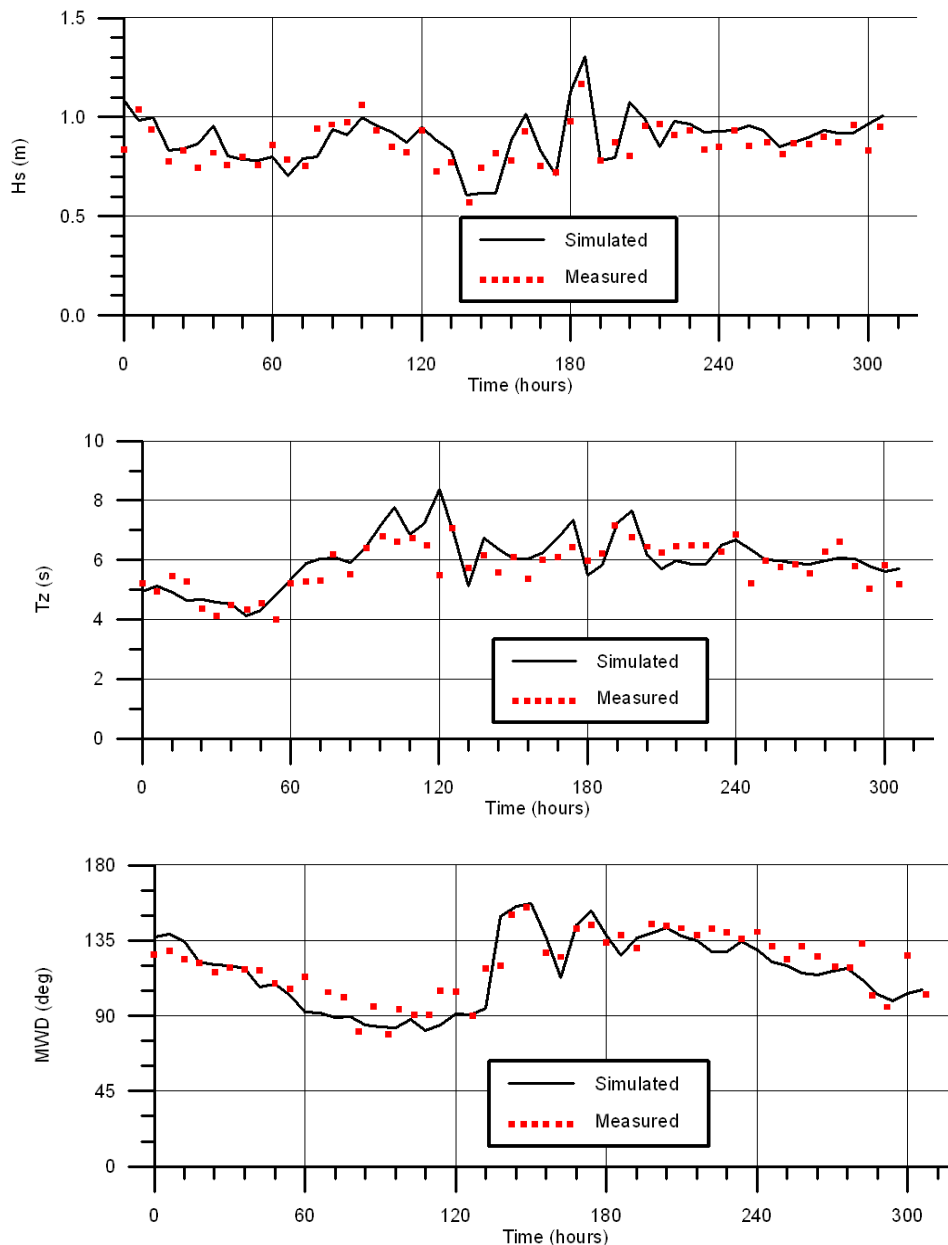 1.5
1.0
0.5
0.0
Hs (m)
Simulated
Measured
0 60 120 180 240 300
Time (hours)
10
8
6
4
2
0
Tz (s)
Simulated
Measured
0 60 120 180 240 300
Time (hours)
180
135
90
45
0
MWD (deg)
Simulated
Measured
0 60 120 180 240 300
Time (hours)